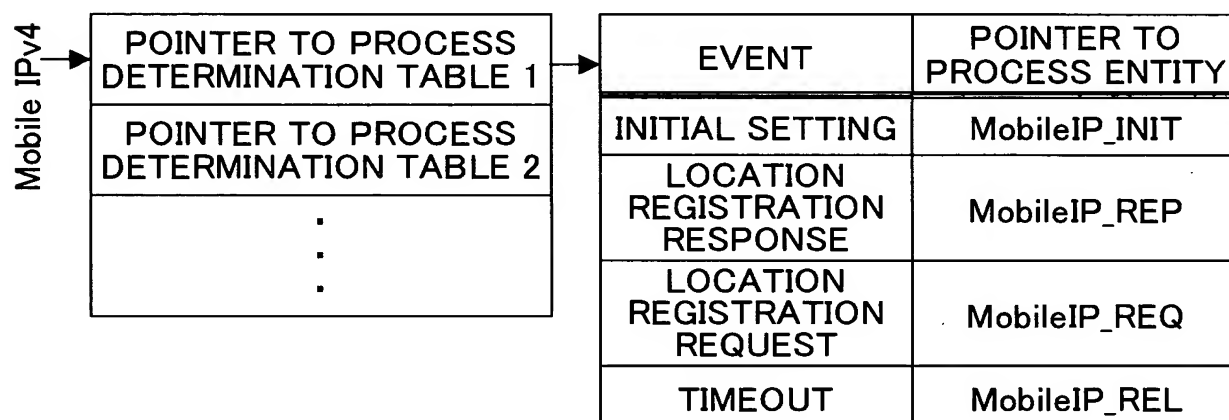 Mobile IPv4
POINTER TO PROCESS
DETERMINATION TABLE 1
POINTER TO PROCESS
DETERMINATION TABLE 2
EVENT
POINTER TO
PROCESS ENTITY
INITIAL SETTING
MobileIP_INIT
LOCATION
REGISTRATION
RESPONSE
MobileIP_REP
LOCATION
REGISTRATION
REQUEST
MobileIP_REQ
TIMEOUT
MobileIP_REL